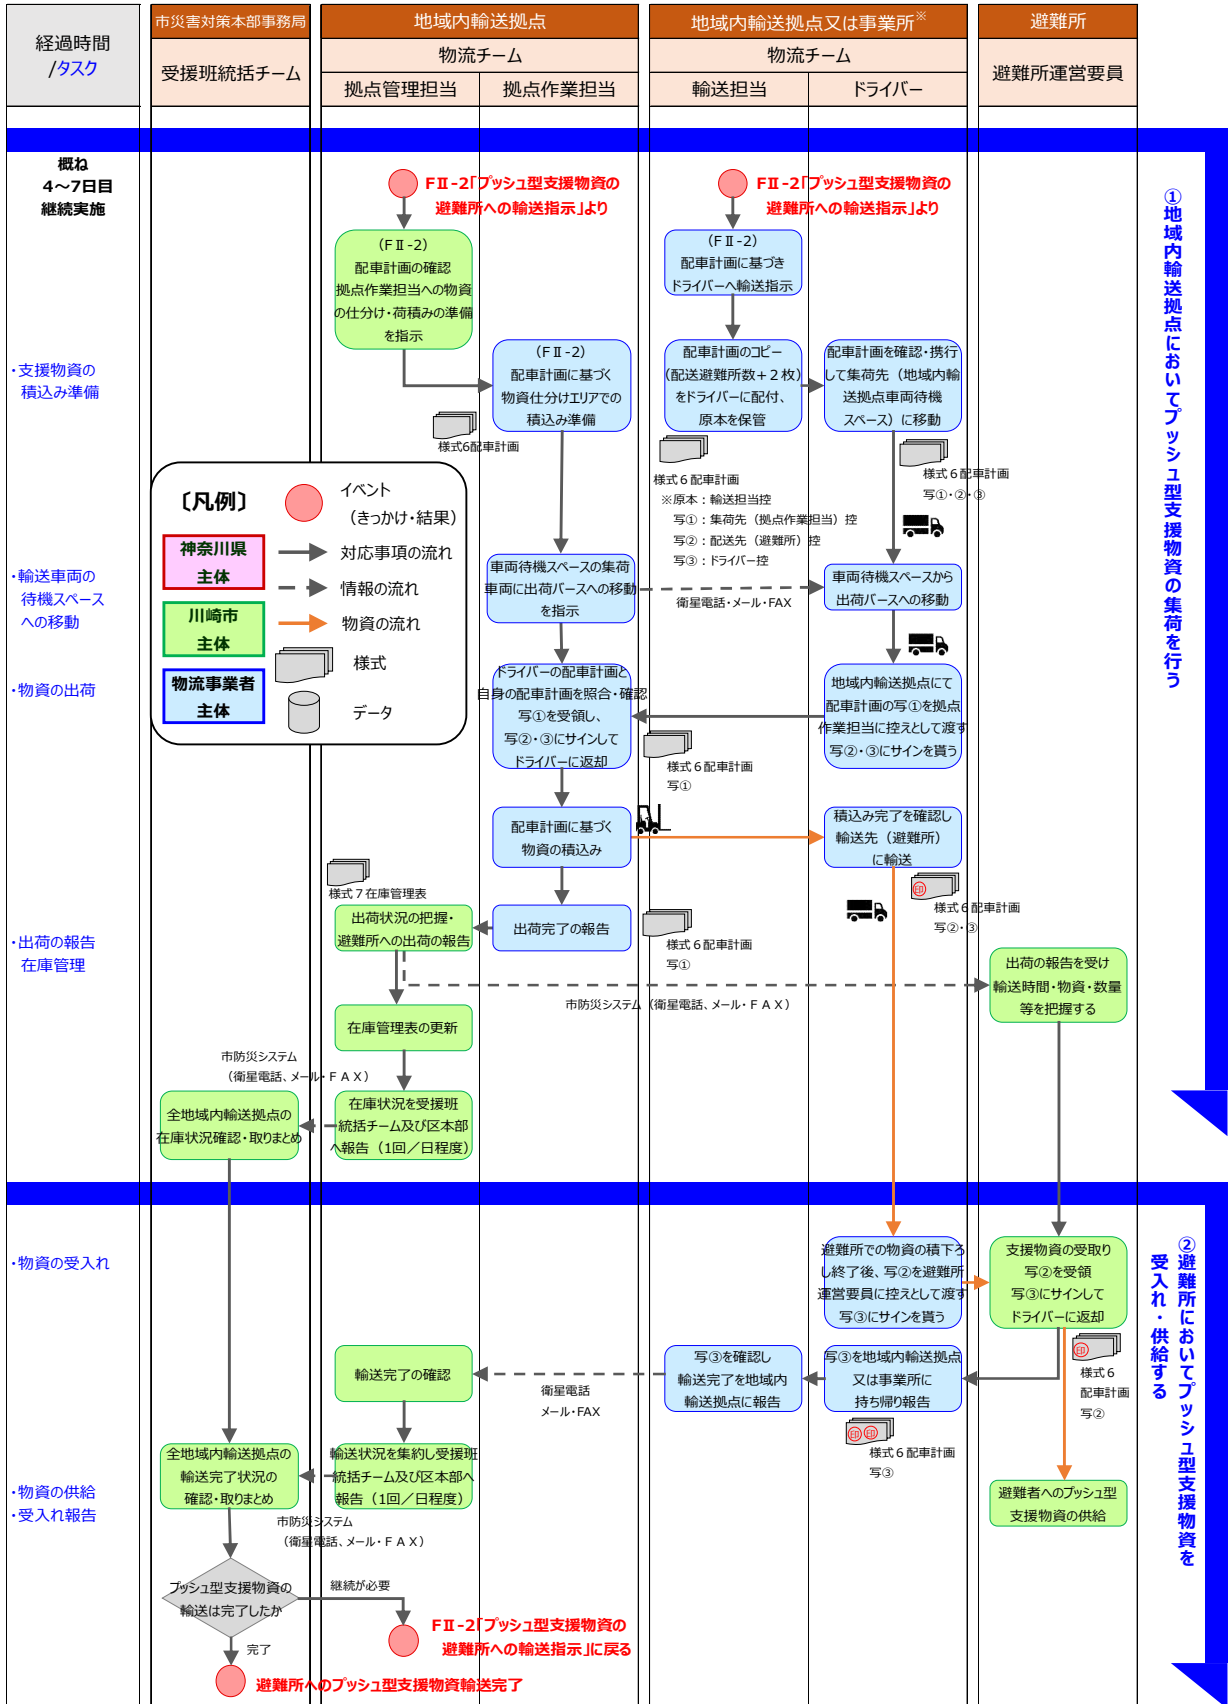 経過時間
/タスク
市災害対策本部事務局
受援班統括チーム
地域内輸送拠点
物流チーム
拠点管理担当
拠点作業担当
地域内輸送拠点又は事業所※
物流チーム
輸送担当
ドライバー
避難所
避難所運営要員
概ね
4～7日目
継続実施
FⅡ-2「プッシュ型支援物資の
避難所への輸送指示」より
FⅡ-2「プッシュ型支援物資の
避難所への輸送指示」より
①地域内輸送拠点においてプッシュ型支援物資の集荷を行う
(FⅡ-2)
配車計画の確認
拠点作業担当への物資
の仕分け・荷積みの準備
を指示
(FⅡ-2)
配車計画に基づき
ドライバーへ輸送指示
・支援物資の
積込み準備
(FⅡ-2)
配車計画に基づく
物資仕分けエリアでの
積込み準備
配車計画のコピー
(配送避難所数+２枚)
をドライバーに配付、
原本を保管
配車計画を確認・携行
して集荷先（地域内輸
送拠点車両待機
スペース）に移動
様式6配車計画
様式６配車計画
※原本：輸送担当控
写①：集荷先（拠点作業担当）控
写②：配送先（避難所）控
写③：ドライバー控
様式６配車計画
写①・②・③
〔凡例〕
イベント
（きっかけ・結果）
神奈川県
主体
対応事項の流れ
情報の流れ
川崎市
主体
物資の流れ
様式
物流事業者
主体
データ
・輸送車両の
待機スペース
への移動
車両待機スペースの集荷
車両に出荷バースへの移動
を指示
衛星電話・メール・FAX
車両待機スペースから
出荷バースへの移動
・物資の出荷
ドライバーの配車計画と
自身の配車計画を照合・確認
写①を受領し、
写②・③にサインして
ドライバーに返却
地域内輸送拠点にて
配車計画の写①を拠点
作業担当に控えとして渡す
写②・③にサインを貰う
様式６配車計画
写①
配車計画に基づく
物資の積込み
積込み完了を確認し
輸送先（避難所）
に輸送
様式７在庫管理表
印
様式６配車計画
写②・③
・出荷の報告
在庫管理
出荷状況の把握・
避難所への出荷の報告
出荷完了の報告
様式６配車計画
写①
出荷の報告を受け
輸送時間・物資・数量
等を把握する
市防災システム（衛星電話、メール・ＦＡＸ）
在庫管理表の更新
市防災システム
（衛星電話、メール・ＦＡＸ）
全地域内輸送拠点の
在庫状況確認・取りまとめ
在庫状況を受援班
統括チーム及び区本部
へ報告（1回／日程度）
②避難所においてプッシュ型支援物資を
受入れ・供給する
・物資の受入れ
避難所での物資の積下ろ
し終了後、写②を避難所
運営要員に控えとして渡す
写③にサインを貰う
支援物資の受取り
写②を受領
写③にサインして
ドライバーに返却
印
様式６
配車計画
写②
輸送完了の確認
衛星電話
メール・FAX
写③を確認し
輸送完了を地域内
輸送拠点に報告
写③を地域内輸送拠点
又は事業所に
持ち帰り報告
印 印
様式６配車計画
写③
・物資の供給
・受入れ報告
全地域内輸送拠点の
輸送完了状況の
確認・取りまとめ
輸送状況を集約し受援班
統括チーム及び区本部へ
報告（1回／日程度）
避難者へのプッシュ型
支援物資の供給
市防災システム
（衛星電話、メール・ＦＡＸ）
プッシュ型支援物資の
輸送は完了したか
継続が必要
FⅡ-2「プッシュ型支援物資の
避難所への輸送指示」に戻る
完了
避難所へのプッシュ型支援物資輸送完了